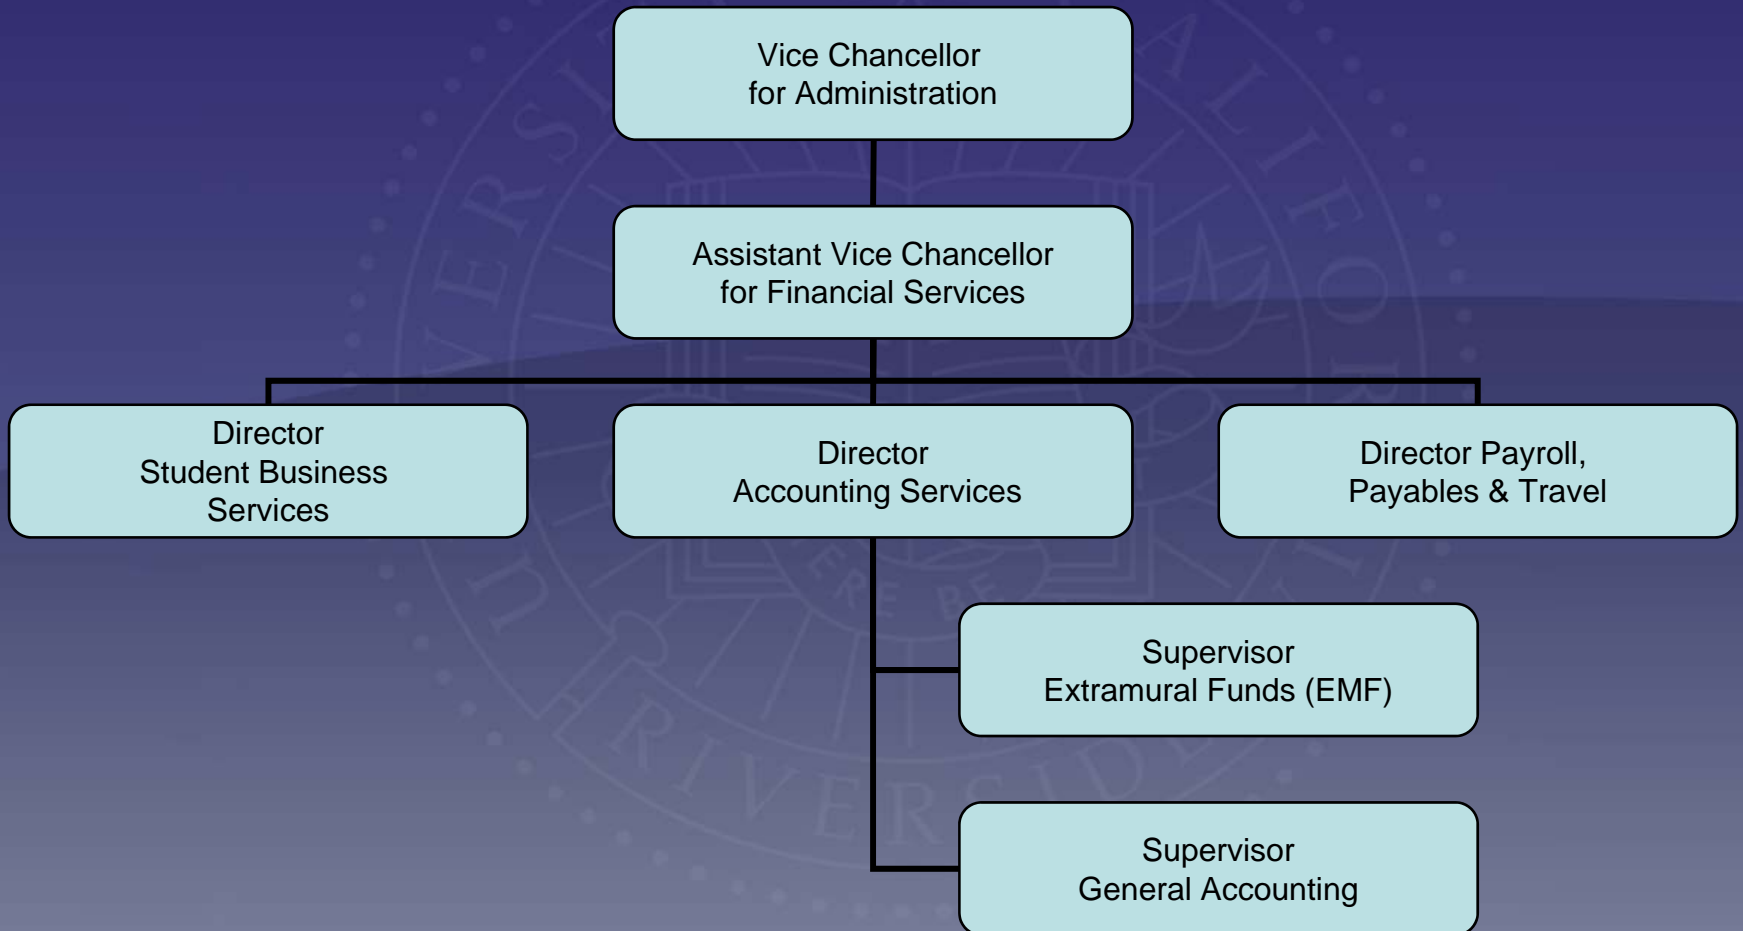 Vice Chancellor
for Administration
Assistant Vice Chancellor
for Financial Services
Director
Student Business
Services
Director
Accounting Services
Director Payroll,
Payables & Travel
Supervisor
Extramural Funds (EMF)
Supervisor
General Accounting
RIVERSIDE